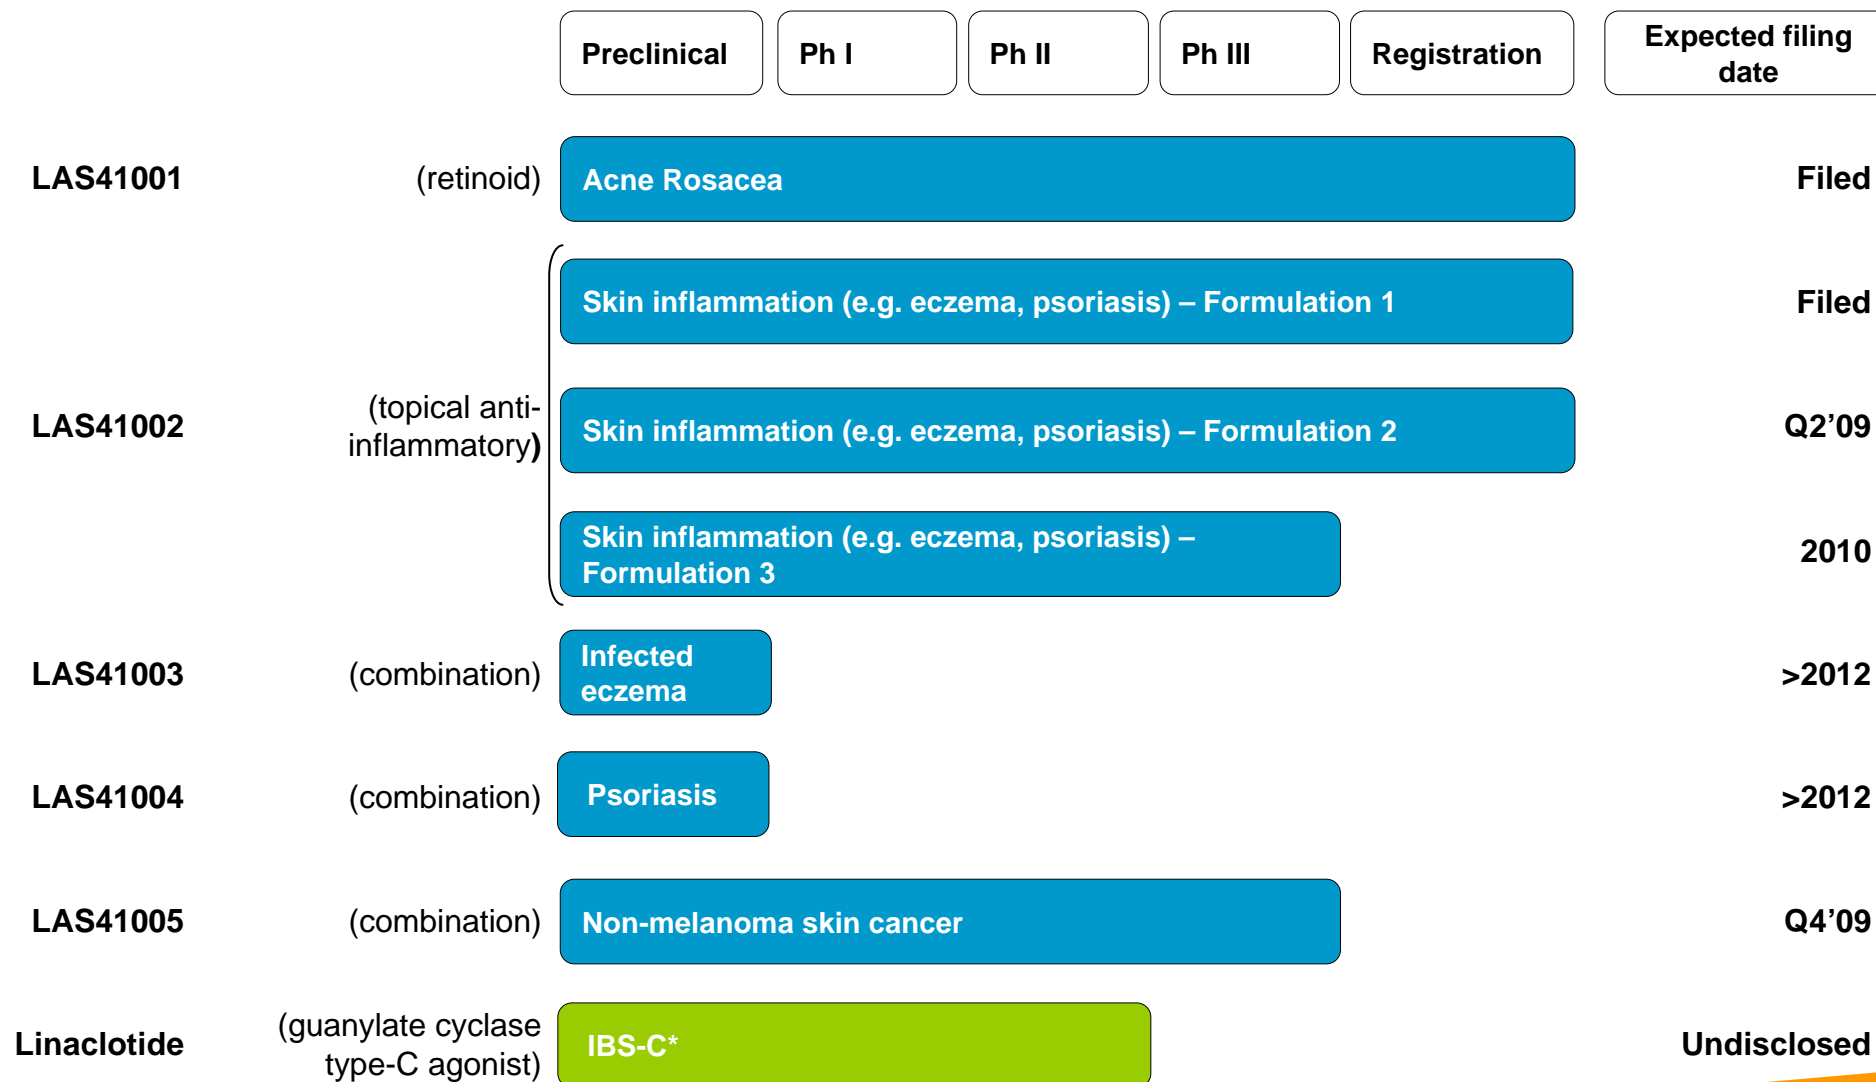 Preclinical
Ph I
Ph II
Ph III
Registration
Expected filing
date
LAS41001
(retinoid)
Acne Rosacea
Filed
Skin inflammation (e.g. eczema, psoriasis) – Formulation 1
Filed
LAS41002
(topical anti-
inflammatory)
Skin inflammation (e.g. eczema, psoriasis) – Formulation 2
Q2’09
Skin inflammation (e.g. eczema, psoriasis) –
Formulation 3
2010
LAS41003
(combination)
Infected
eczema
>2012
LAS41004
(combination)
Psoriasis
>2012
LAS41005
(combination)
Non-melanoma skin cancer
Q4’09
Linaclotide
(guanylate cyclase
type-C agonist)
IBS-C*
Undisclosed